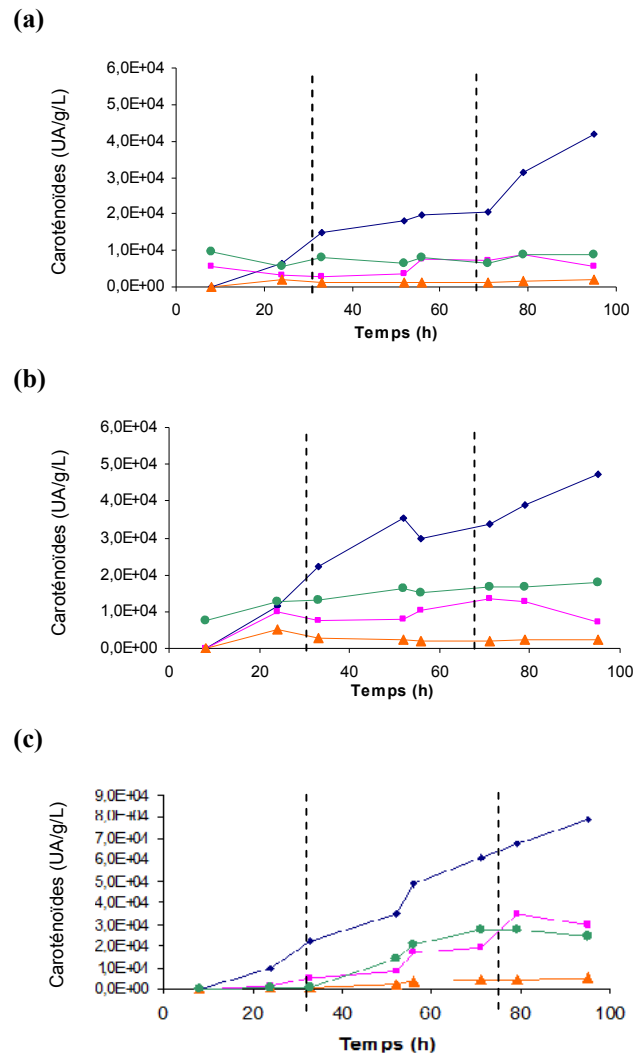 (a)
Caroténoïdes (UA/g/L)
6,0E+04
5,0E+04
4,0E+04
3,0E+04
2,0E+04
1,0E+04
0,0E+00
0 20 40 60 80 100
Temps (h)
(b)
Caroténoïdes (UA/g/L)
6,0E+04
5,0E+04
4,0E+04
3,0E+04
2,0E+04
1,0E+04
0,0E+00
0 20 40 60 80 100
Temps (h)
(c)
Caroténoïdes (UA/g/L)
9,0E+04
8,0E+04
7,0E+04
6,0E+04
5,0E+04
4,0E+04
3,0E+04
2,0E+04
1,0E+04
0,0E+00
0 20 40 60 80 100
Temps (h)